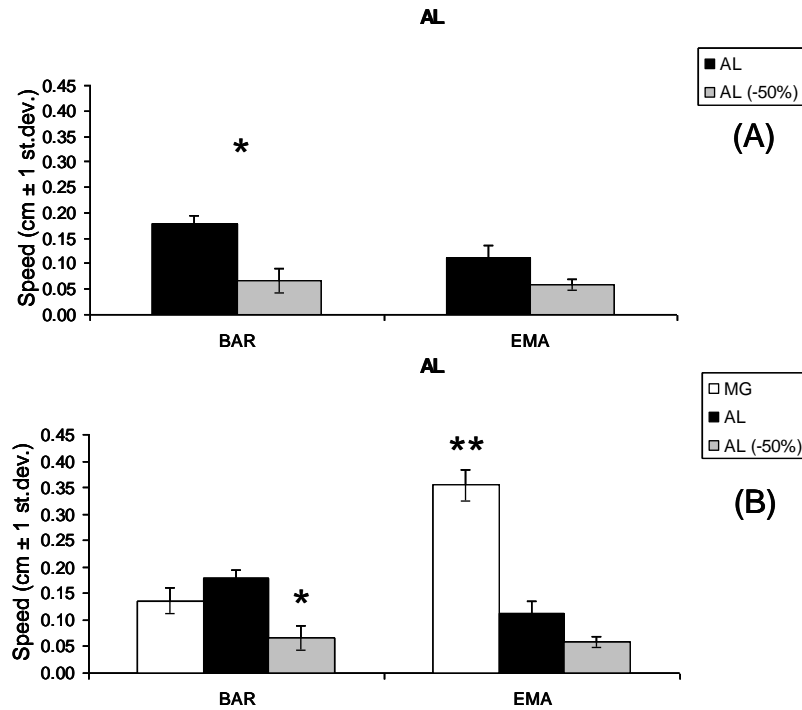 AL
AL
AL (-50%)
(A)
Speed (cm ± 1 st.dev.)
0.45
0.40
0.35
0.30
0.25
0.20
0.15
0.10
0.05
0.00
*
BAR EMA
AL
MG
AL
AL (-50%)
(B)
Speed (cm ± 1 st.dev.)
0.45
0.40
0.35
0.30
0.25
0.20
0.15
0.10
0.05
0.00
**
*
BAR EMA